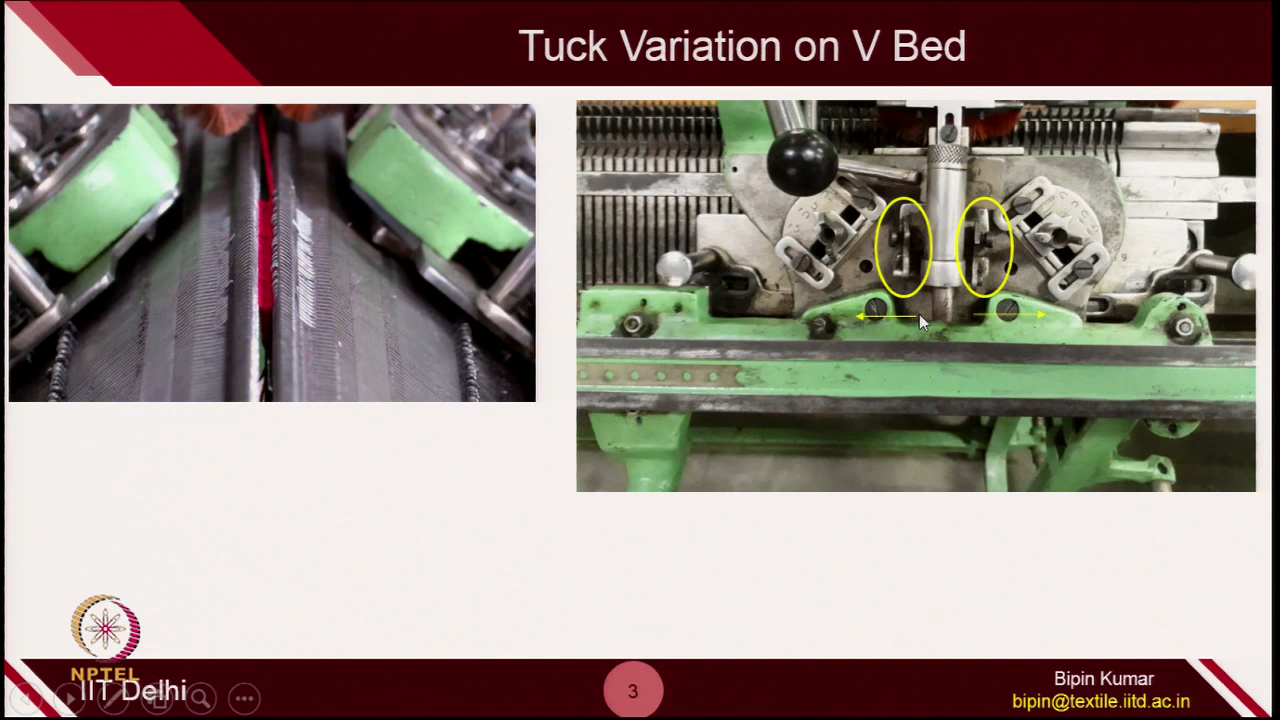 Tuck Variation on V Bed
NPTEL
IIT Delhi
3
Bipin Kumar
bipin@textile.iitd.ac.in